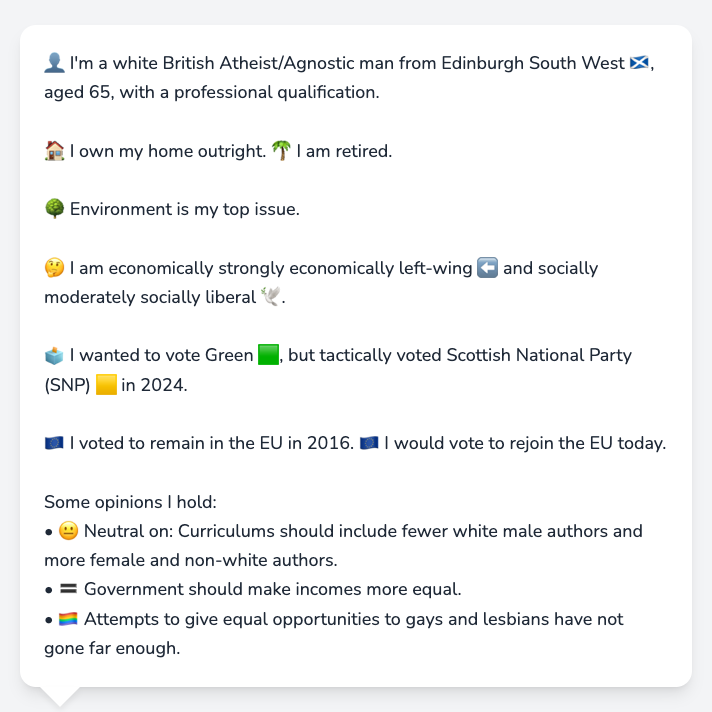 👤 I'm a white British Atheist/Agnostic man from Edinburgh South West 🏴󠁧󠁢󠁳󠁣󠁴󠁿,
aged 65, with a professional qualification.
🏠 I own my home outright. 🌴 I am retired.
🌳 Environment is my top issue.
🤔 I am economically strongly economically left-wing ⬅️ and socially
moderately socially liberal 🕊️.
🗳️ I wanted to vote Green 🟩, but tactically voted Scottish National Party
(SNP) 🟨 in 2024.
🇪🇺 I voted to remain in the EU in 2016. 🇪🇺 I would vote to rejoin the EU today.
Some opinions I hold:
• 😐 Neutral on: Curriculums should include fewer white male authors and
more female and non-white authors.
• 🟰 Government should make incomes more equal.
• 🏳️‍🌈 Attempts to give equal opportunities to gays and lesbians have not
gone far enough.